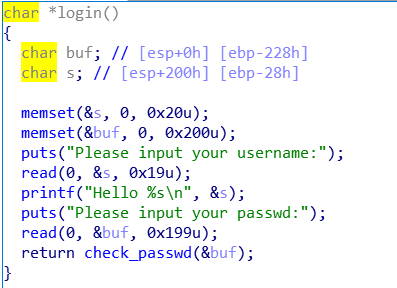 char *login()
{
  char buf; // [esp+0h] [ebp-228h]
  char s; // [esp+200h] [ebp-28h]

  memset(&s, 0, 0x20u);
  memset(&buf, 0, 0x200u);
  puts("Please input your username:");
  read(0, &s, 0x19u);
  printf("Hello %s\n", &s);
  puts("Please input your passwd:");
  read(0, &buf, 0x199u);
  return check_passwd(&buf);
}